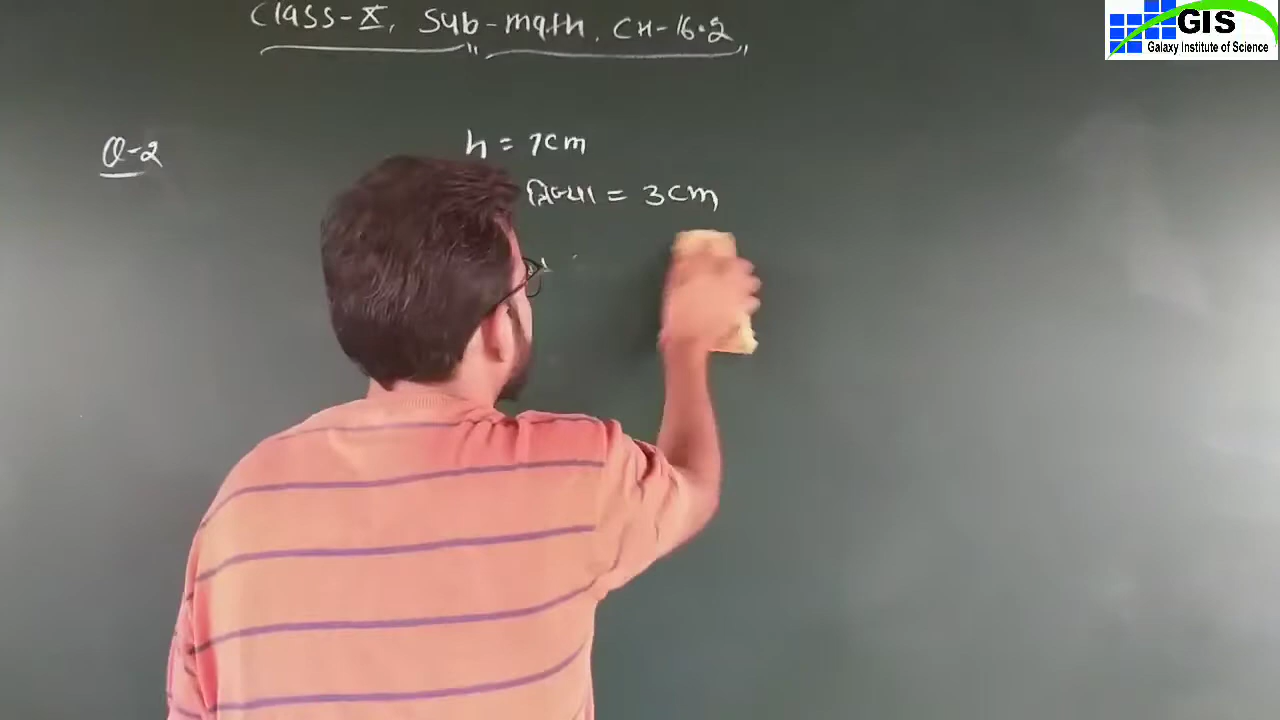 Class-X, Sub-math, CH-16.2
GIS
Galaxy Institute of Science
Q-2
h = 7cm
त्रिज्या = 3cm